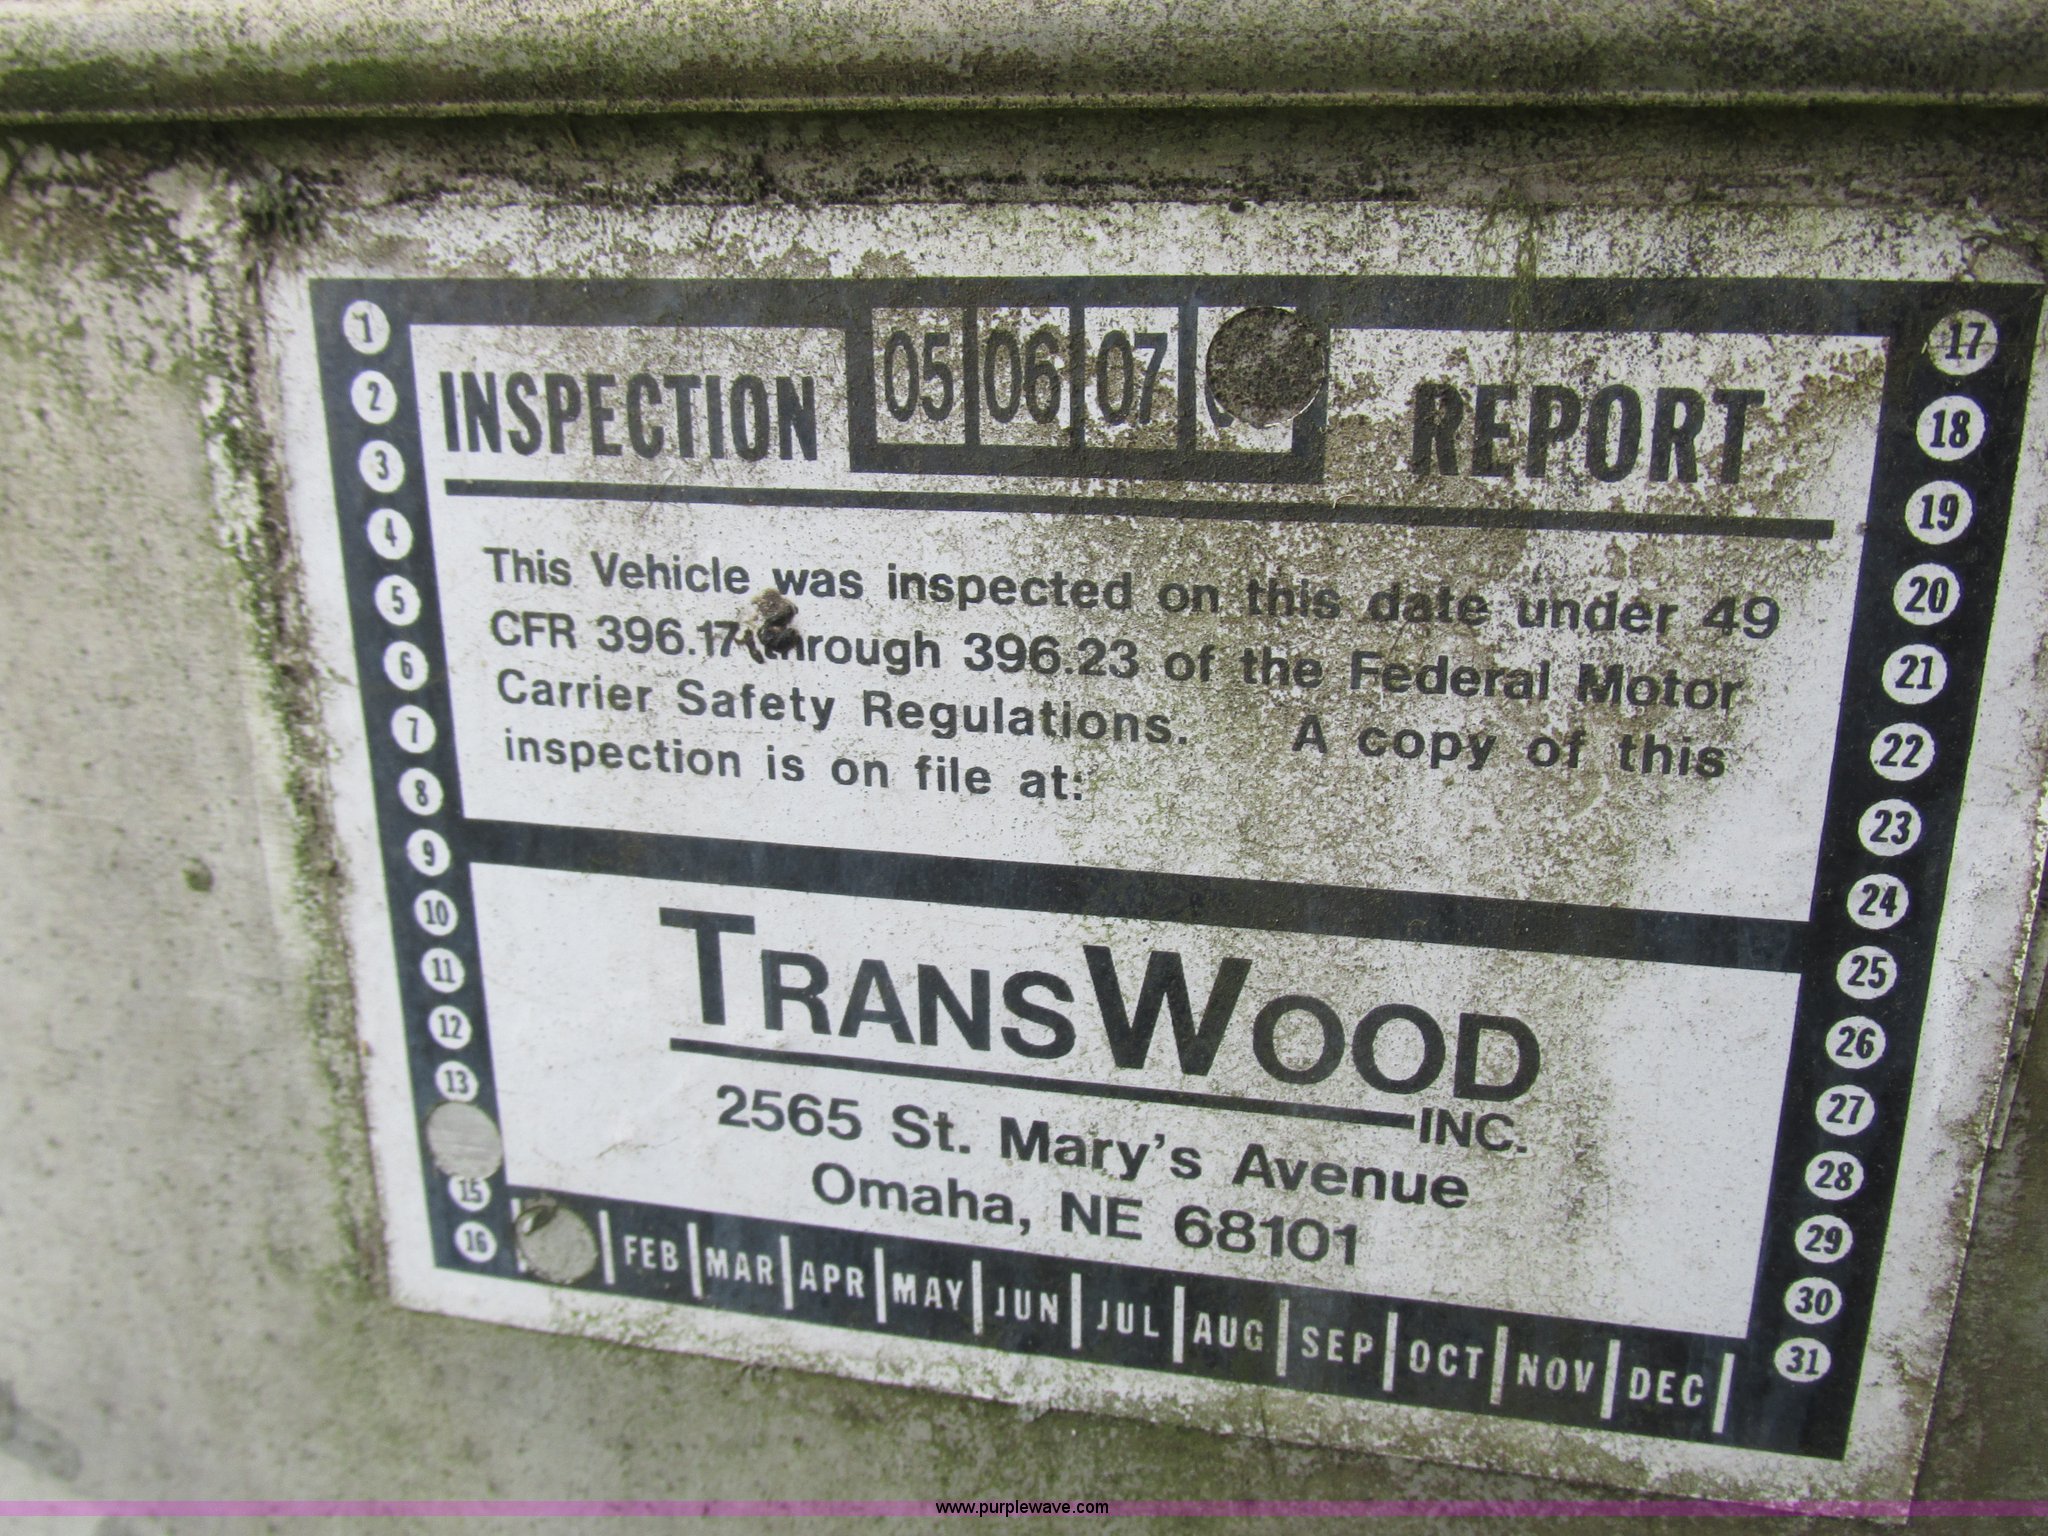 INSPECTION 05 06 07 REPORT
This Vehicle was inspected on this date under 49
CFR 396.17 through 396.23 of the Federal Motor
Carrier Safety Regulations. A copy of this
inspection is on file at:
TRANSWOOD
INC.
2565 St. Mary's Avenue
Omaha, NE 68101
FEB MAR APR MAY JUN JUL AUG SEP OCT NOV DEC
1
2
3
4
5
6
7
8
9
10
11
12
13
15
16
17
18
19
20
21
22
23
24
25
26
27
28
29
30
31
www.purplewave.com